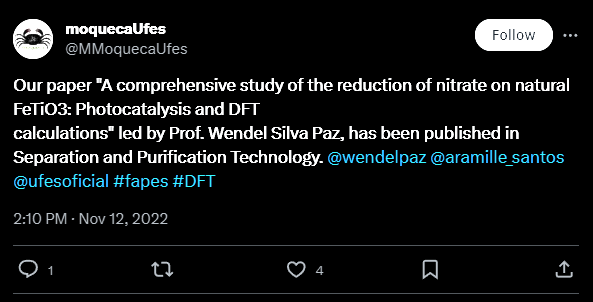 moquecaUfes
@MMoquecaUfes
Follow
Our paper "A comprehensive study of the reduction of nitrate on natural
FeTiO3: Photocatalysis and DFT
calculations" led by Prof. Wendel Silva Paz, has been published in
Separation and Purification Technology. @wendelpaz @aramille_santos
@ufesoficial #fapes #DFT
2:10 PM · Nov 12, 2022
1
4